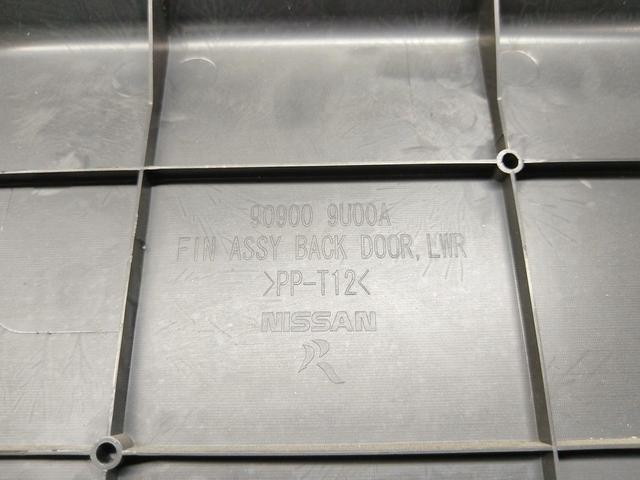 90900 9U00A
FIN ASSY BACK DOOR, LWR
>PP-T12<
NISSAN
R